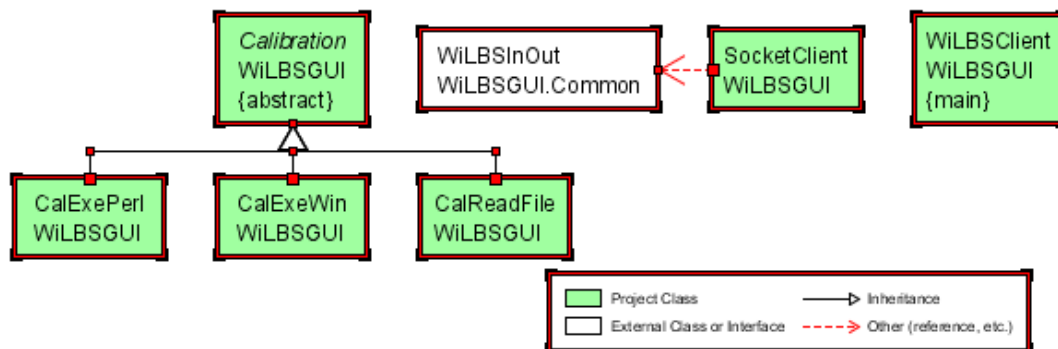 Calibration
WiLBSGUI
{abstract}
WiLBSInOut
WiLBSGUI.Common
SocketClient
WiLBSGUI
WiLBSClient
WiLBSGUI
{main}
CalExePerl
WiLBSGUI
CalExeWin
WiLBSGUI
CalReadFile
WiLBSGUI
Project Class
Inheritance
External Class or Interface
Other (reference, etc.)